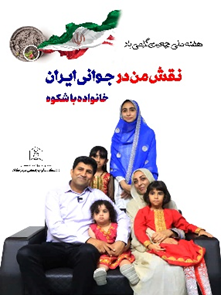 هفته ملی جمعیت گرامی باد
نقش من در جوانی ایران
خانواده باشکوه